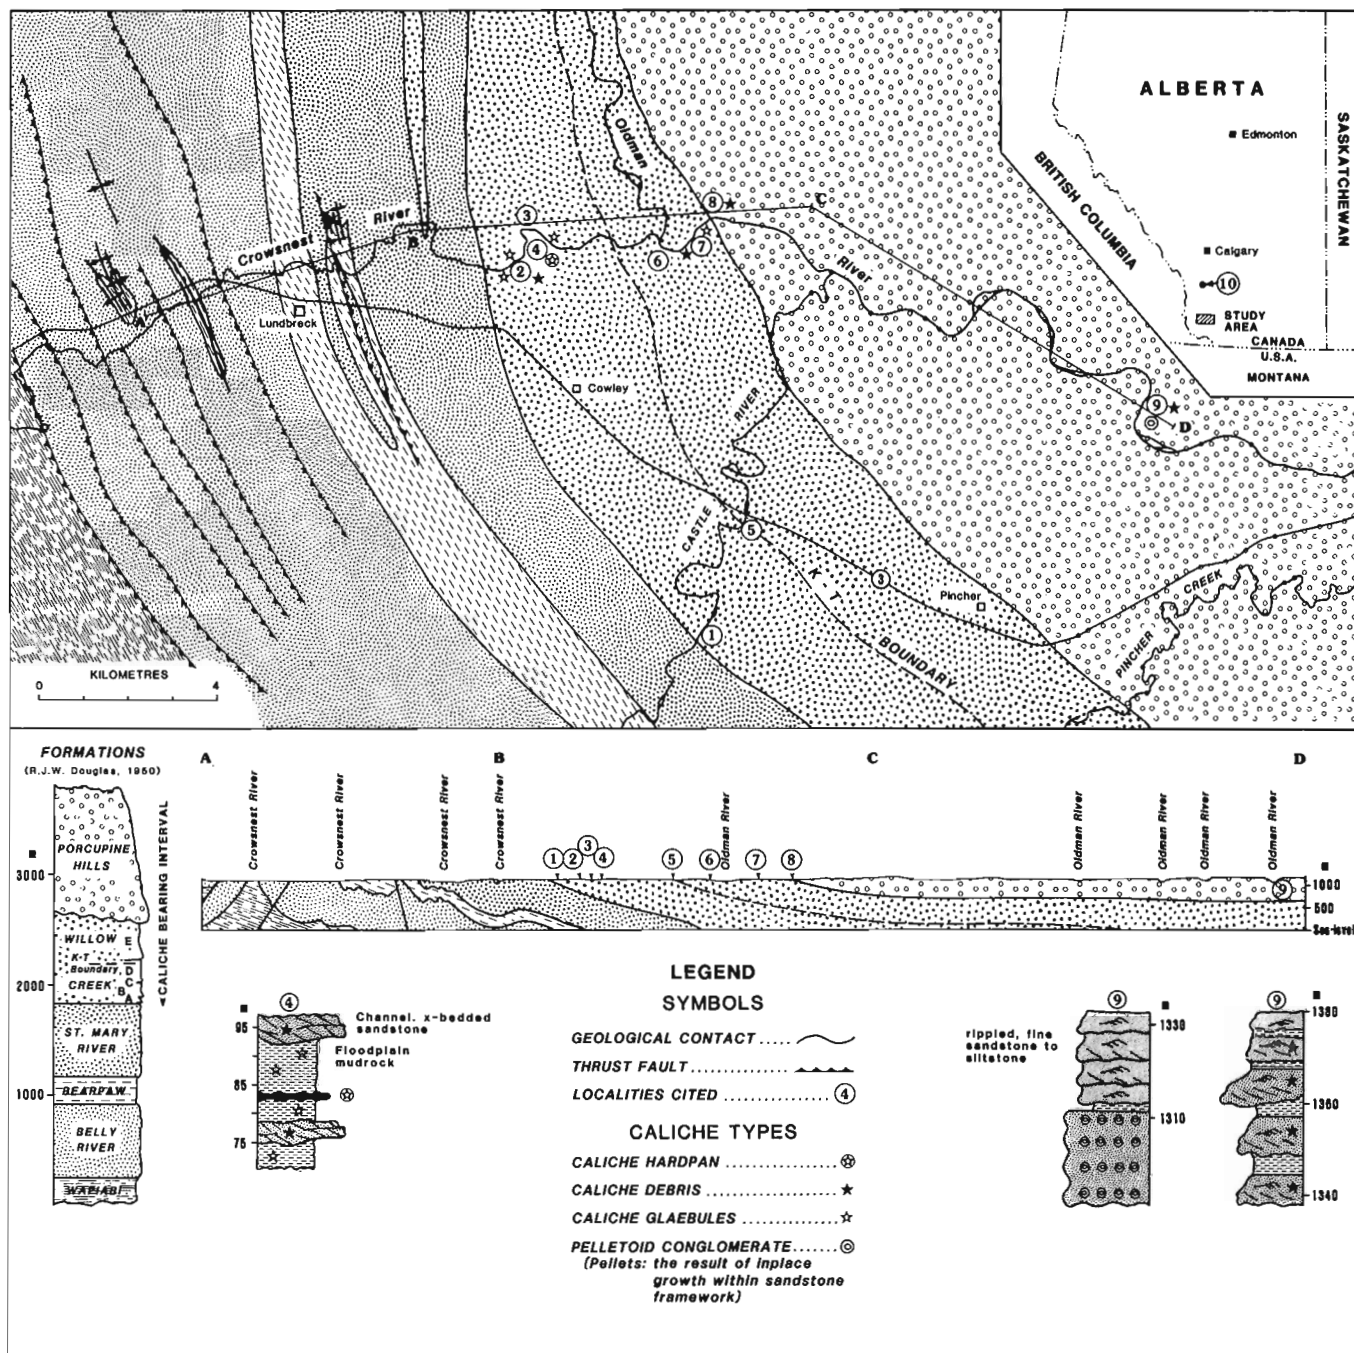 ALBERTA
Edmonton
SASKATCHEWAN
BRITISH COLUMBIA
Calgary
10
STUDY
AREA
CANADA
U.S.A.
MONTANA
Oldman
8
C
3
Crowsnest River
B
4
7
6
2
River
A
Lundbreck
Cowley
RIVER
CASTLE
9
D
5
K T
BOUNDARY
3
Pincher
CREEK
PINCHER
1
KILOMETRES
0 4
FORMATIONS
(R.J.W. Douglas, 1950)
PORCUPINE
HILLS
3000
WILLOW E
K-T
Boundary D
C
2000 CREEK B
A
ST. MARY
RIVER
BEARPAW
1000
BELLY
RIVER
WAPIABI
CALICHE BEARING INTERVAL
A B C D
Crowsnest River
Crowsnest River
Crowsnest River
Crowsnest River
Oldman River
Oldman River
Oldman River
Oldman River
Oldman River
1 2 3 4 5 6 7 8
9
1000
500
Sea-level
4
95
85
75
Channel. x-bedded
sandstone
Floodplain
mudrock
LEGEND
SYMBOLS
GEOLOGICAL CONTACT .....
THRUST FAULT ...............
LOCALITIES CITED ............... 4
CALICHE TYPES
CALICHE HARDPAN ...............
CALICHE DEBRIS ...............
CALICHE GLAEBULES ...............
PELLETOID CONGLOMERATE.......
(Pellets: the result of inplace
growth within sandstone
framework)
9
rippled, fine
sandstone to
siltstone
1330
1310
9
1380
1360
1340